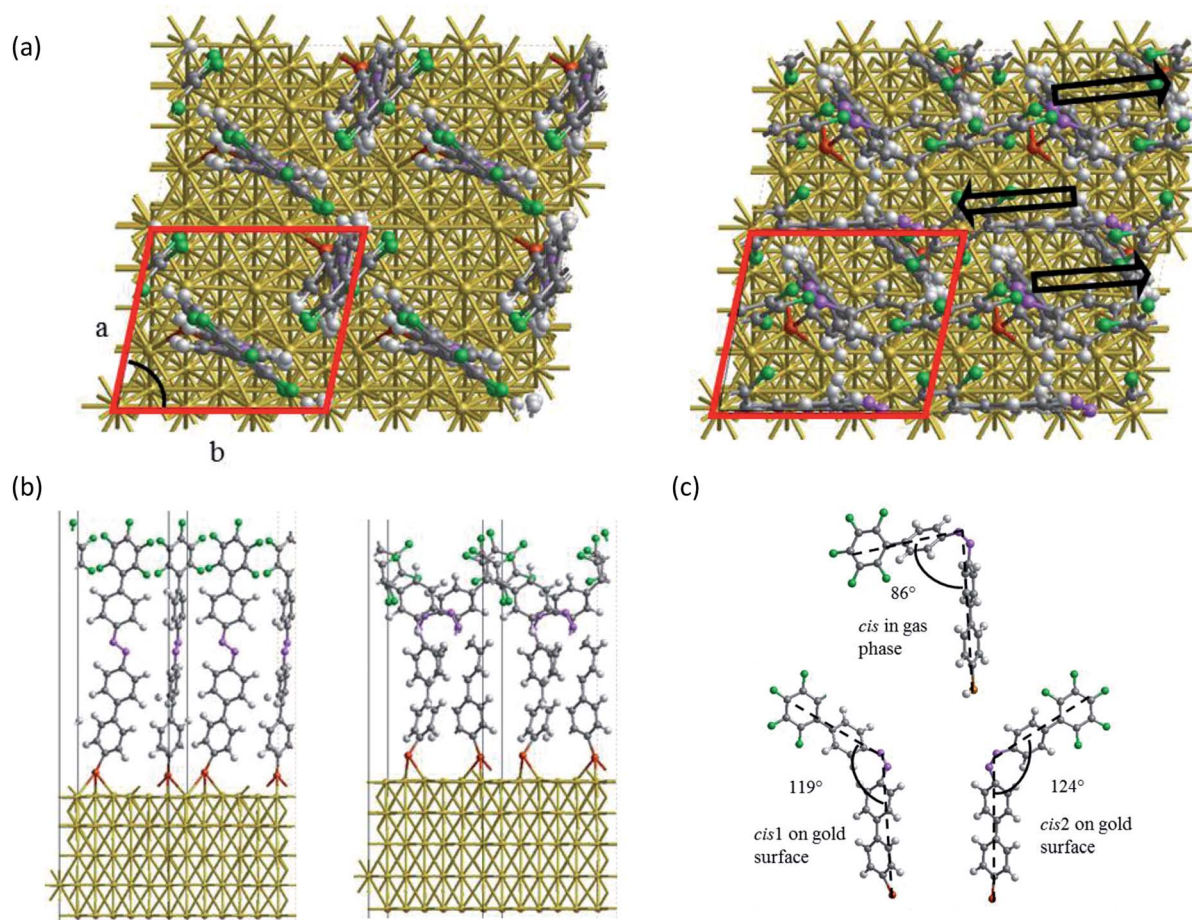 (a)
a
b
(b)
(c)
86°
cis in gas
phase
119°
cis1 on gold
surface
124°
cis2 on gold
surface